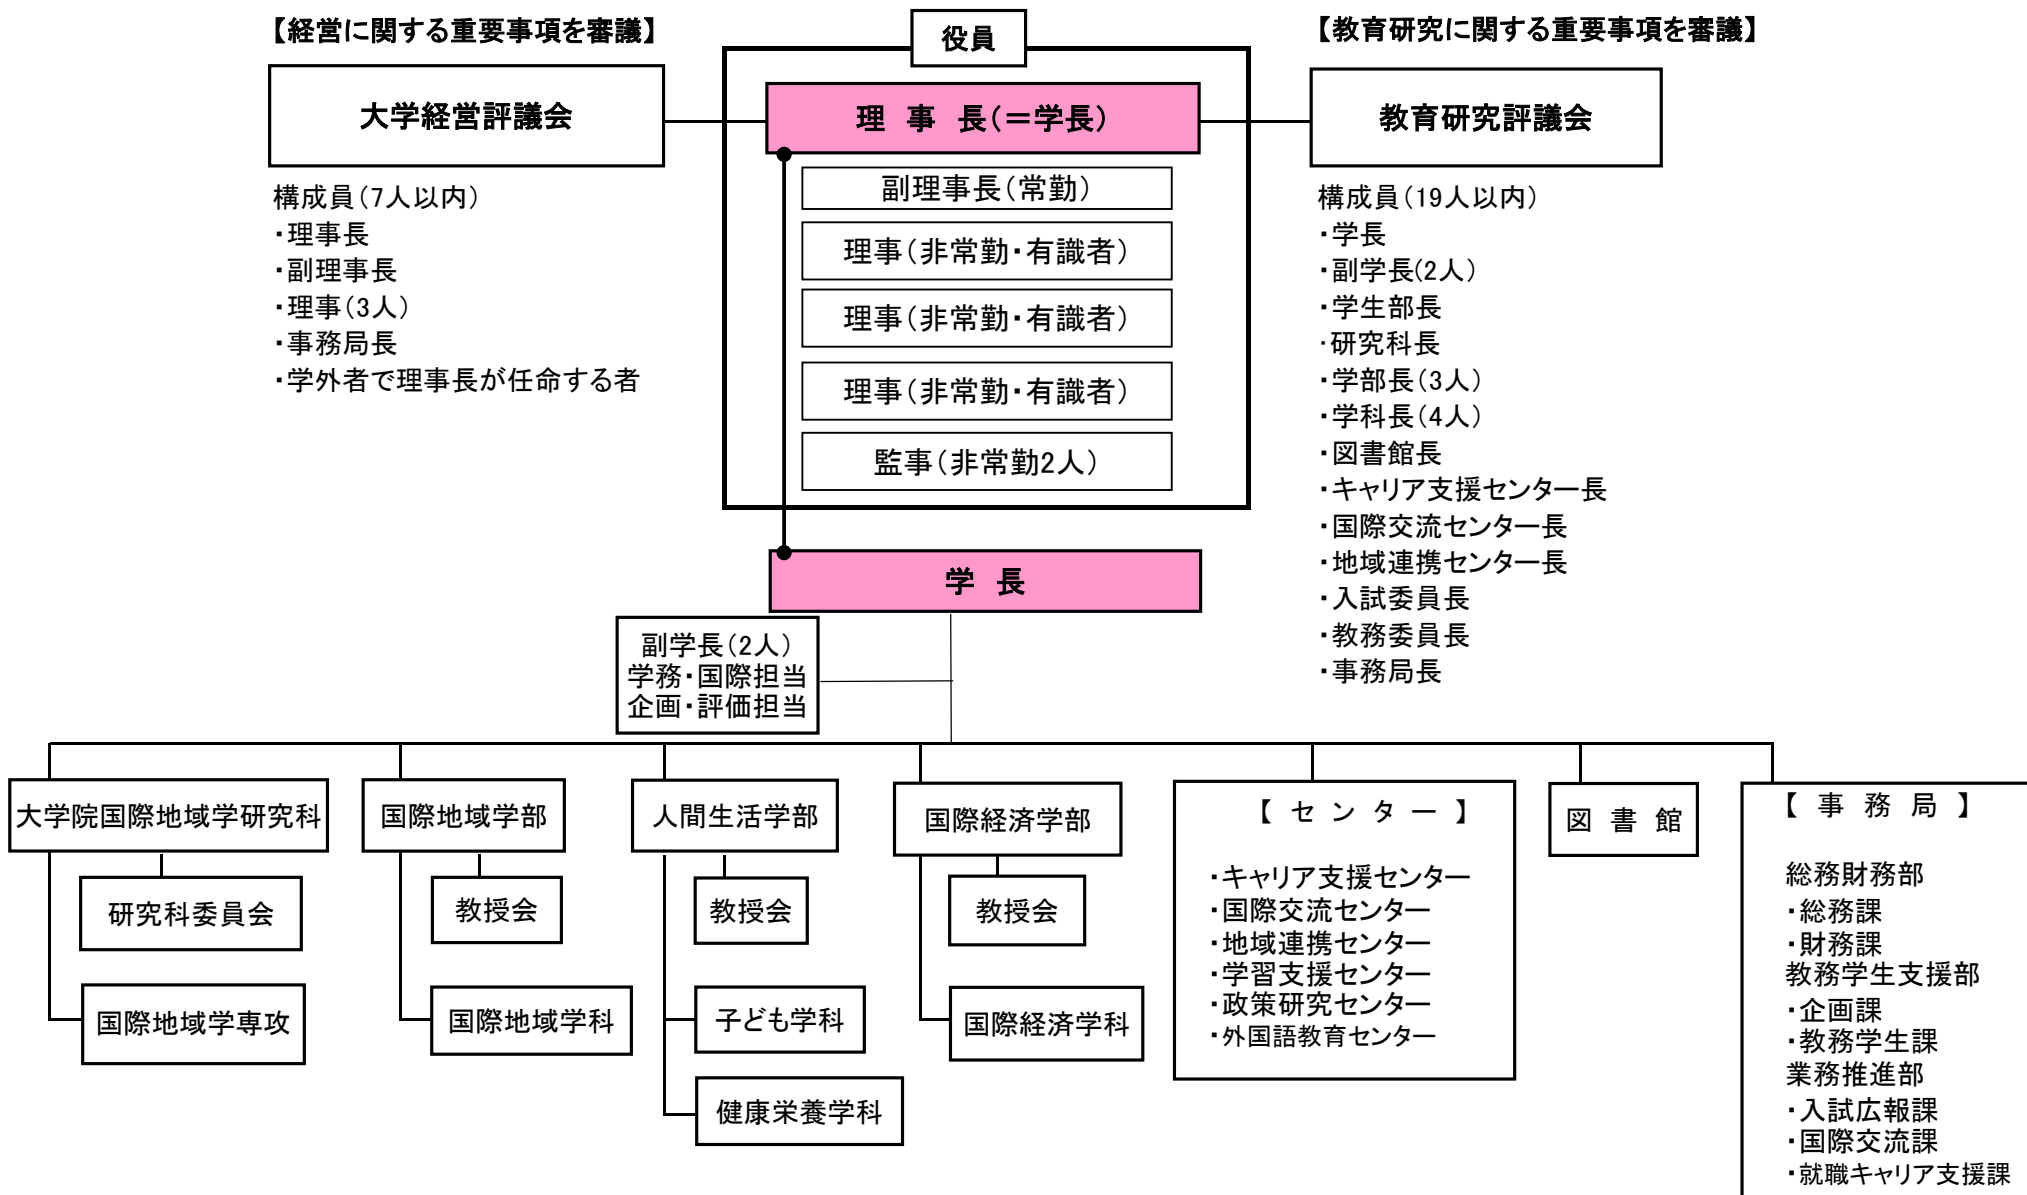 【経営に関する重要事項を審議】
大学経営評議会
構成員(7人以内)
・理事長
・副理事長
・理事(3人)
・事務局長
・学外者で理事長が任命する者
役員
理 事 長(＝学長)
副理事長(常勤)
理事(非常勤・有識者)
理事(非常勤・有識者)
理事(非常勤・有識者)
監事(非常勤2人)
【教育研究に関する重要事項を審議】
教育研究評議会
構成員(19人以内)
・学長
・副学長(2人)
・学生部長
・研究科長
・学部長(3人)
・学科長(4人)
・図書館長
・キャリア支援センター長
・国際交流センター長
・地域連携センター長
・入試委員長
・教務委員長
・事務局長
学 長
副学長(2人)
学務・国際担当
企画・評価担当
大学院国際地域学研究科
研究科委員会
国際地域学専攻
国際地域学部
教授会
国際地域学科
人間生活学部
教授会
子ども学科
健康栄養学科
国際経済学部
教授会
国際経済学科
【 セ ン タ ー 】
・キャリア支援センター
・国際交流センター
・地域連携センター
・学習支援センター
・政策研究センター
・外国語教育センター
図 書 館
【 事 務 局 】
総務財務部
・総務課
・財務課
教務学生支援部
・企画課
・教務学生課
業務推進部
・入試広報課
・国際交流課
・就職キャリア支援課